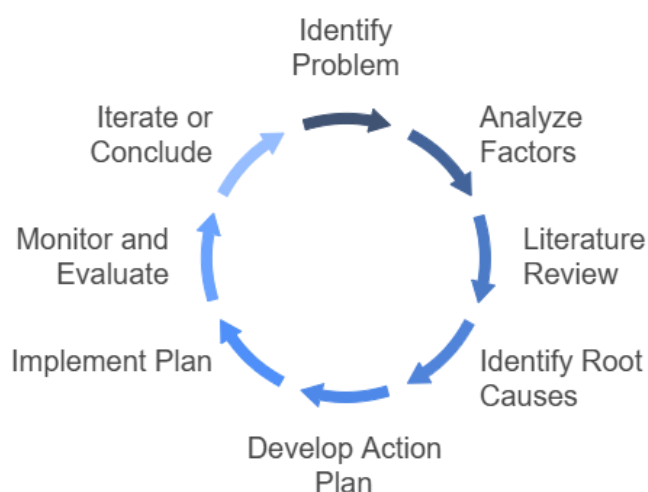 Identify
Problem
Analyze
Factors
Literature
Review
Identify Root
Causes
Develop Action
Plan
Implement Plan
Monitor and
Evaluate
Iterate or
Conclude